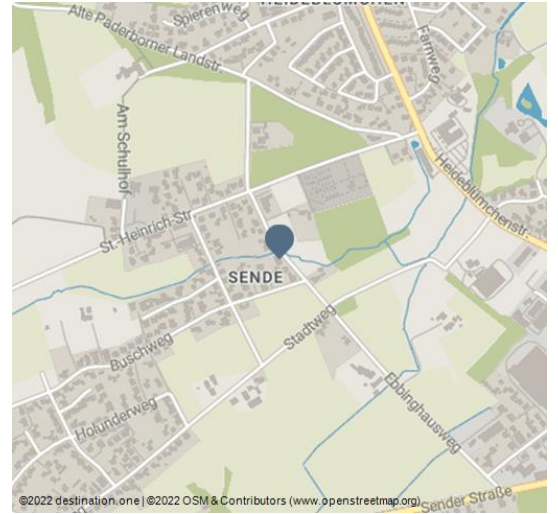 HEIDEBLÜMCHEN
Spierenweg
Alte Paderborner Landstr.
Farnweg
Am Schulhof
Heideblümchenstr.
St.-Heinrich-Str
SENDE
Buschweg
Stadtweg
Ebbinghausweg
Holunderweg
©2022 destination.one | ©2022 OSM & Contributors (www.openstreetmap.org)
Sender Straße